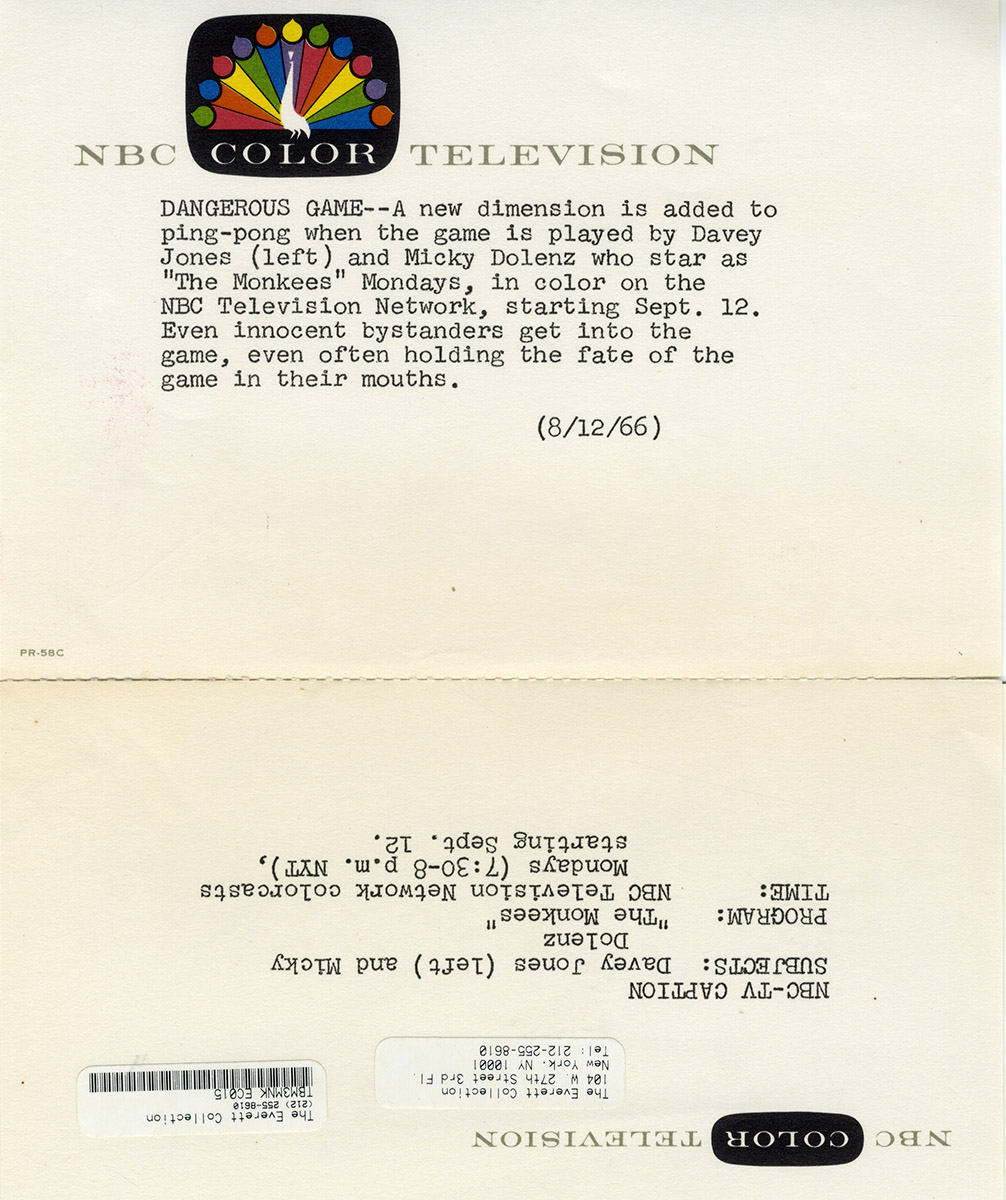 NBC COLOR TELEVISION
DANGEROUS GAME--A new dimension is added to
ping-pong when the game is played by Davey
Jones (left) and Micky Dolenz who star as
"The Monkees" Mondays, in color on the
NBC Television Network, starting Sept. 12.
Even innocent bystanders get into the
game, even often holding the fate of the
game in their mouths.
(8/12/66)
PR-58C
NBC COLOR TELEVISION
The Everett Collection
104 W. 27th Street 3rd Fl.
New York, NY 10001
Tel: 212-255-8610
The Everett Collection
(212) 255-8610
TBM3MNK EC015
NBC-TV CAPTION
SUBJECTS: Davey Jones (left) and Micky
Dolenz
PROGRAM: "The Monkees"
TIME: NBC Television Network colorcasts
Mondays (7:30-8 p.m. NYT),
starting Sept. 12.